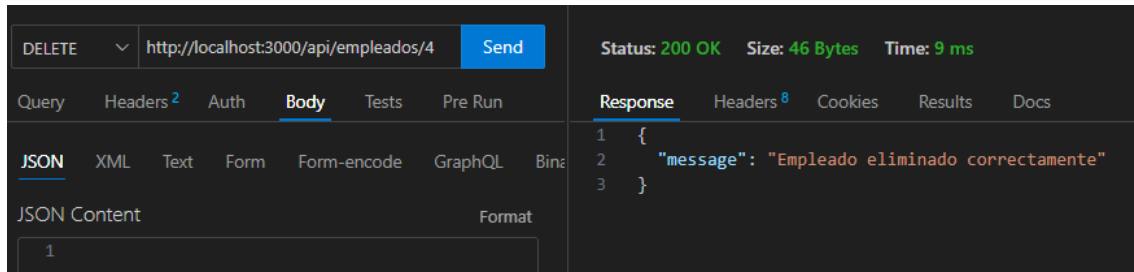 DELETE http://localhost:3000/api/empleados/4 Send
Query Headers 2 Auth Body Tests Pre Run
JSON XML Text Form Form-encode GraphQL Bina
JSON Content Format
1
Status: 200 OK Size: 46 Bytes Time: 9 ms
Response Headers 8 Cookies Results Docs
1 {
2 "message": "Empleado eliminado correctamente"
3 }